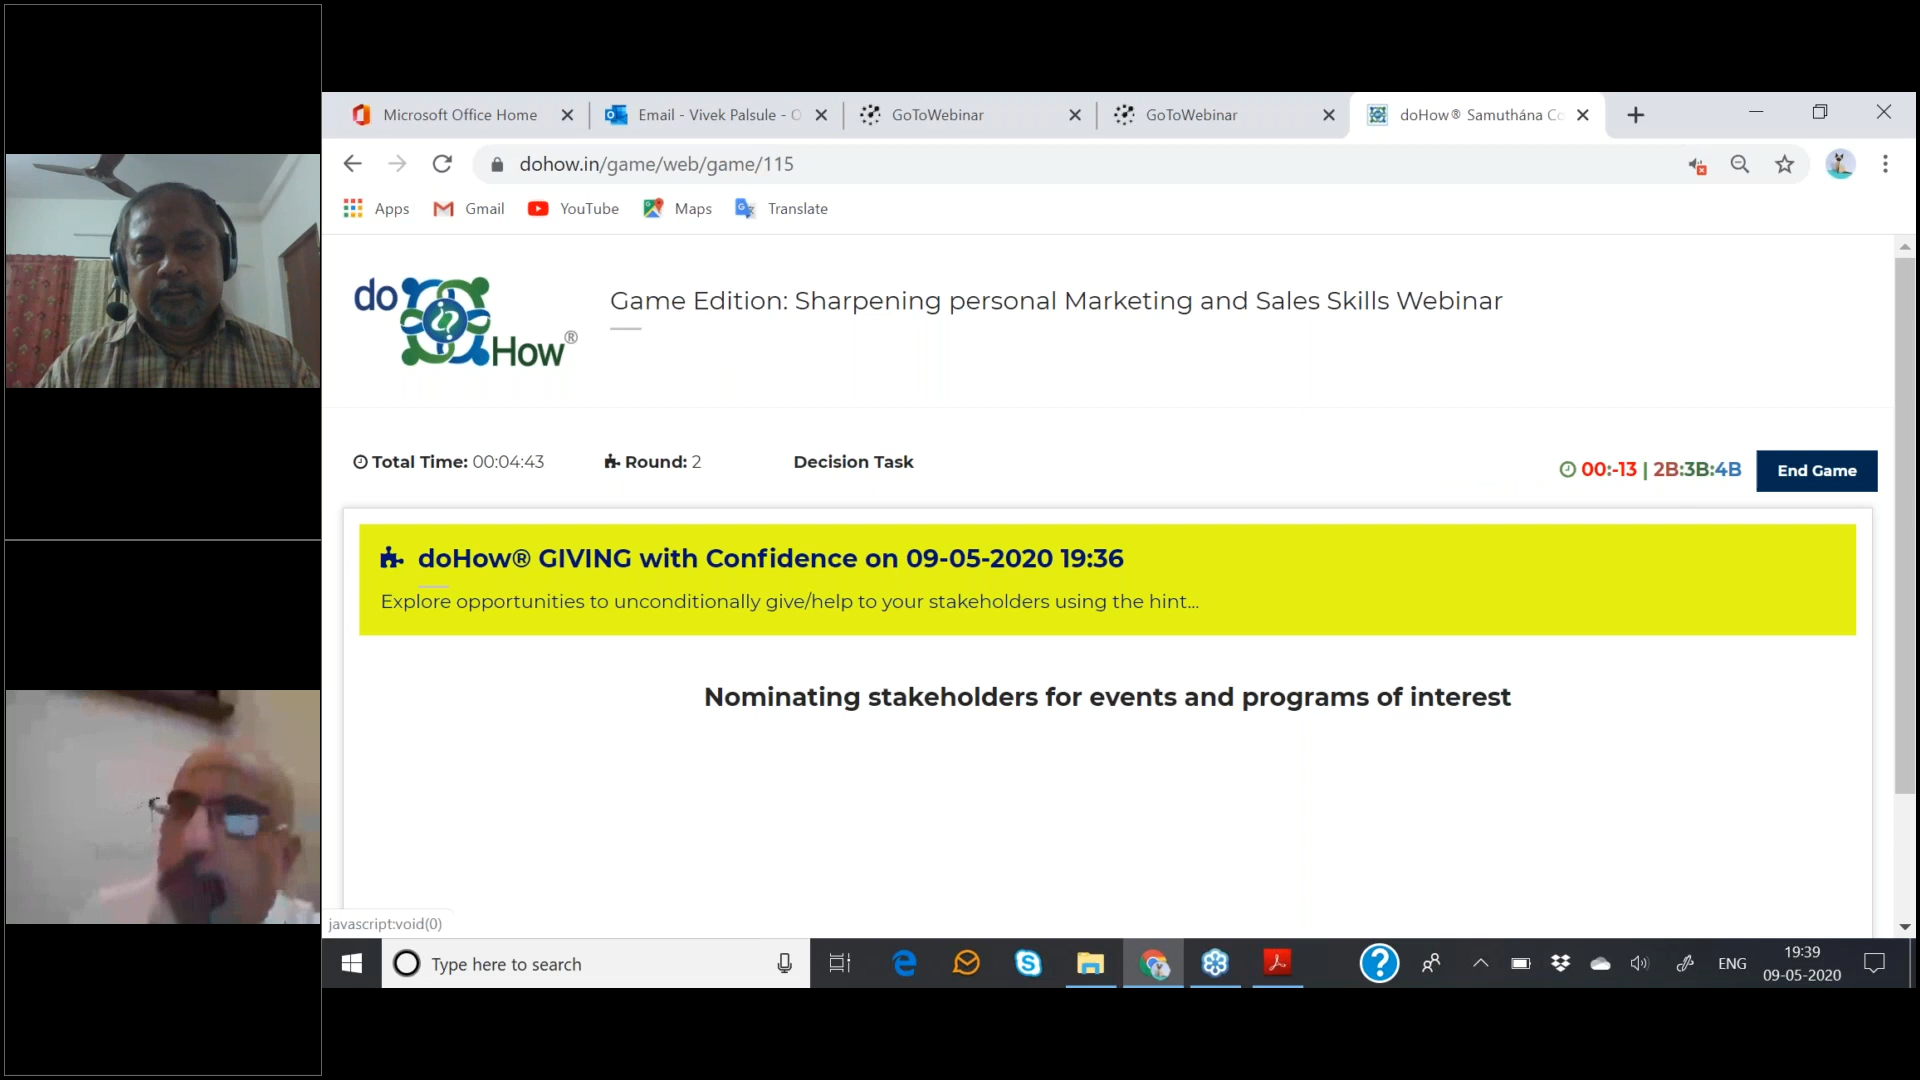 Microsoft Office Home
Email - Vivek Palsule - O
GoToWebinar
GoToWebinar
doHow® Samuthána Co
dohow.in/game/web/game/115
Apps
Gmail
YouTube
Maps
Translate
do How®
Game Edition: Sharpening personal Marketing and Sales Skills Webinar
Total Time: 00:04:43
Round: 2
Decision Task
00:-13 | 2B:3B:4B
End Game
doHow® GIVING with Confidence on 09-05-2020 19:36
Explore opportunities to unconditionally give/help to your stakeholders using the hint...
Nominating stakeholders for events and programs of interest
javascript:void(0)
Type here to search
ENG
19:39
09-05-2020